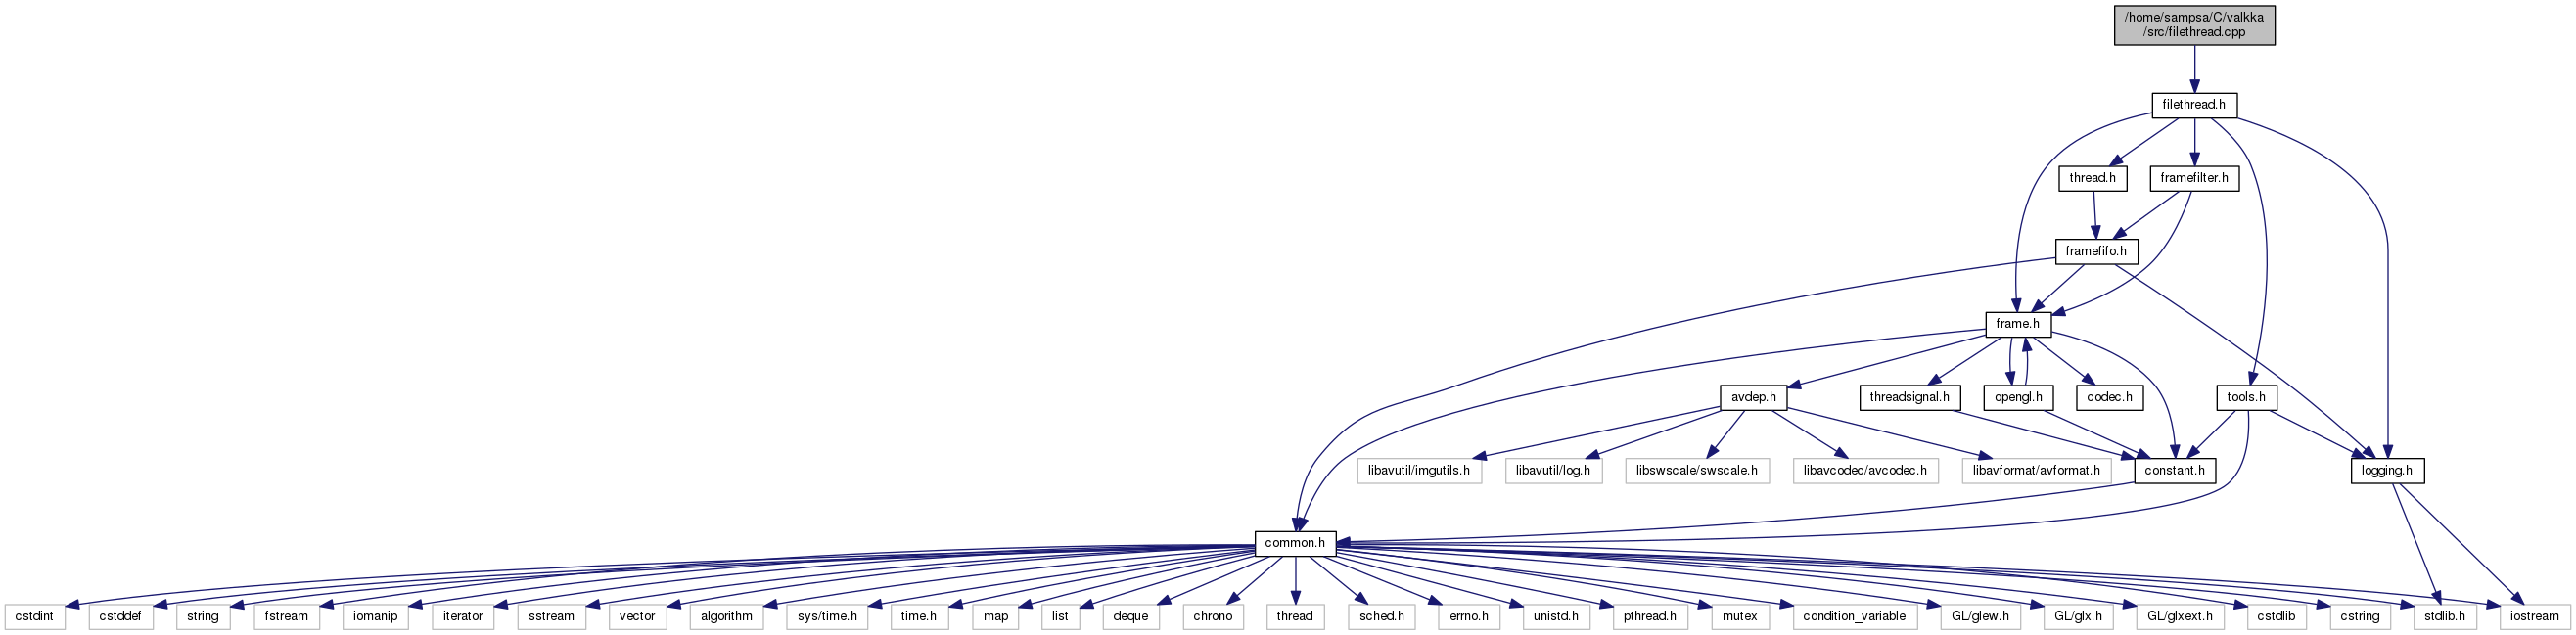 /home/sampsa/C/valkka
/src/filethread.cpp
filethread.h
thread.h
framefilter.h
framefifo.h
frame.h
avdep.h
threadsignal.h
opengl.h
codec.h
tools.h
libavutil/imgutils.h
libavutil/log.h
libswscale/swscale.h
libavcodec/avcodec.h
libavformat/avformat.h
constant.h
logging.h
common.h
cstdint
cstddef
string
fstream
iomanip
iterator
sstream
vector
algorithm
sys/time.h
time.h
map
list
deque
chrono
thread
sched.h
errno.h
unistd.h
pthread.h
mutex
condition_variable
GL/glew.h
GL/glx.h
GL/glxext.h
cstdlib
cstring
stdlib.h
iostream